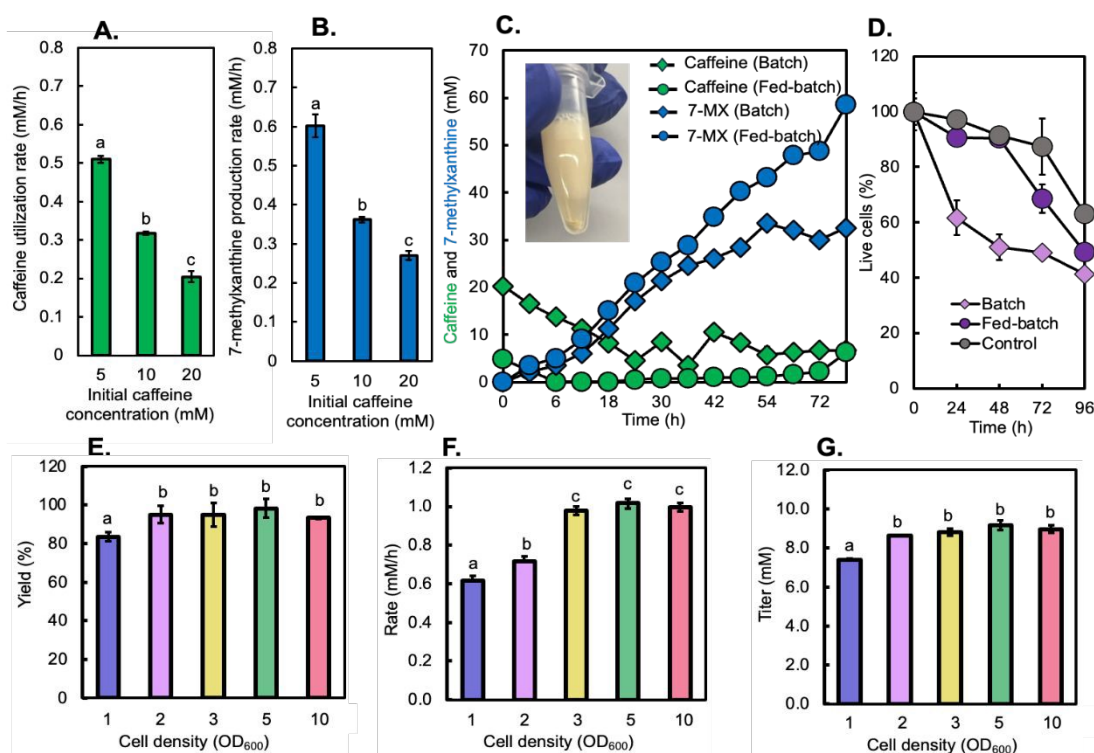 A.
Caffeine utilization rate (mM/h)
0.8
0.7
0.6
0.5
0.4
0.3
0.2
0.1
0
a
b
c
5 10 20
Initial caffeine
concentration (mM)
B.
7-methylxanthine production rate (mM/h)
0.8
0.7
0.6
0.5
0.4
0.3
0.2
0.1
0
a
b
c
5 10 20
Initial caffeine
concentration (mM)
C.
Caffeine and 7-methylxanthine (mM)
70
60
50
40
30
20
10
0
Caffeine (Batch)
Caffeine (Fed-batch)
7-MX (Batch)
7-MX (Fed-batch)
0 6 18 30 42 54 72
Time (h)
D.
Live cells (%)
120
100
80
60
40
20
0
Batch
Fed-batch
Control
0 24 48 72 96
Time (h)
E.
Yield (%)
120
100
80
60
40
20
0
a
b
b
b
b
1 2 3 5 10
Cell density (OD600)
F.
Rate (mM/h)
1.2
1.0
0.8
0.6
0.4
0.2
0.0
a
b
c
c
c
1 2 3 5 10
Cell density (OD600)
G.
Titer (mM)
12.0
10.0
8.0
6.0
4.0
2.0
0.0
a
b
b
b
b
1 2 3 5 10
Cell density (OD600)